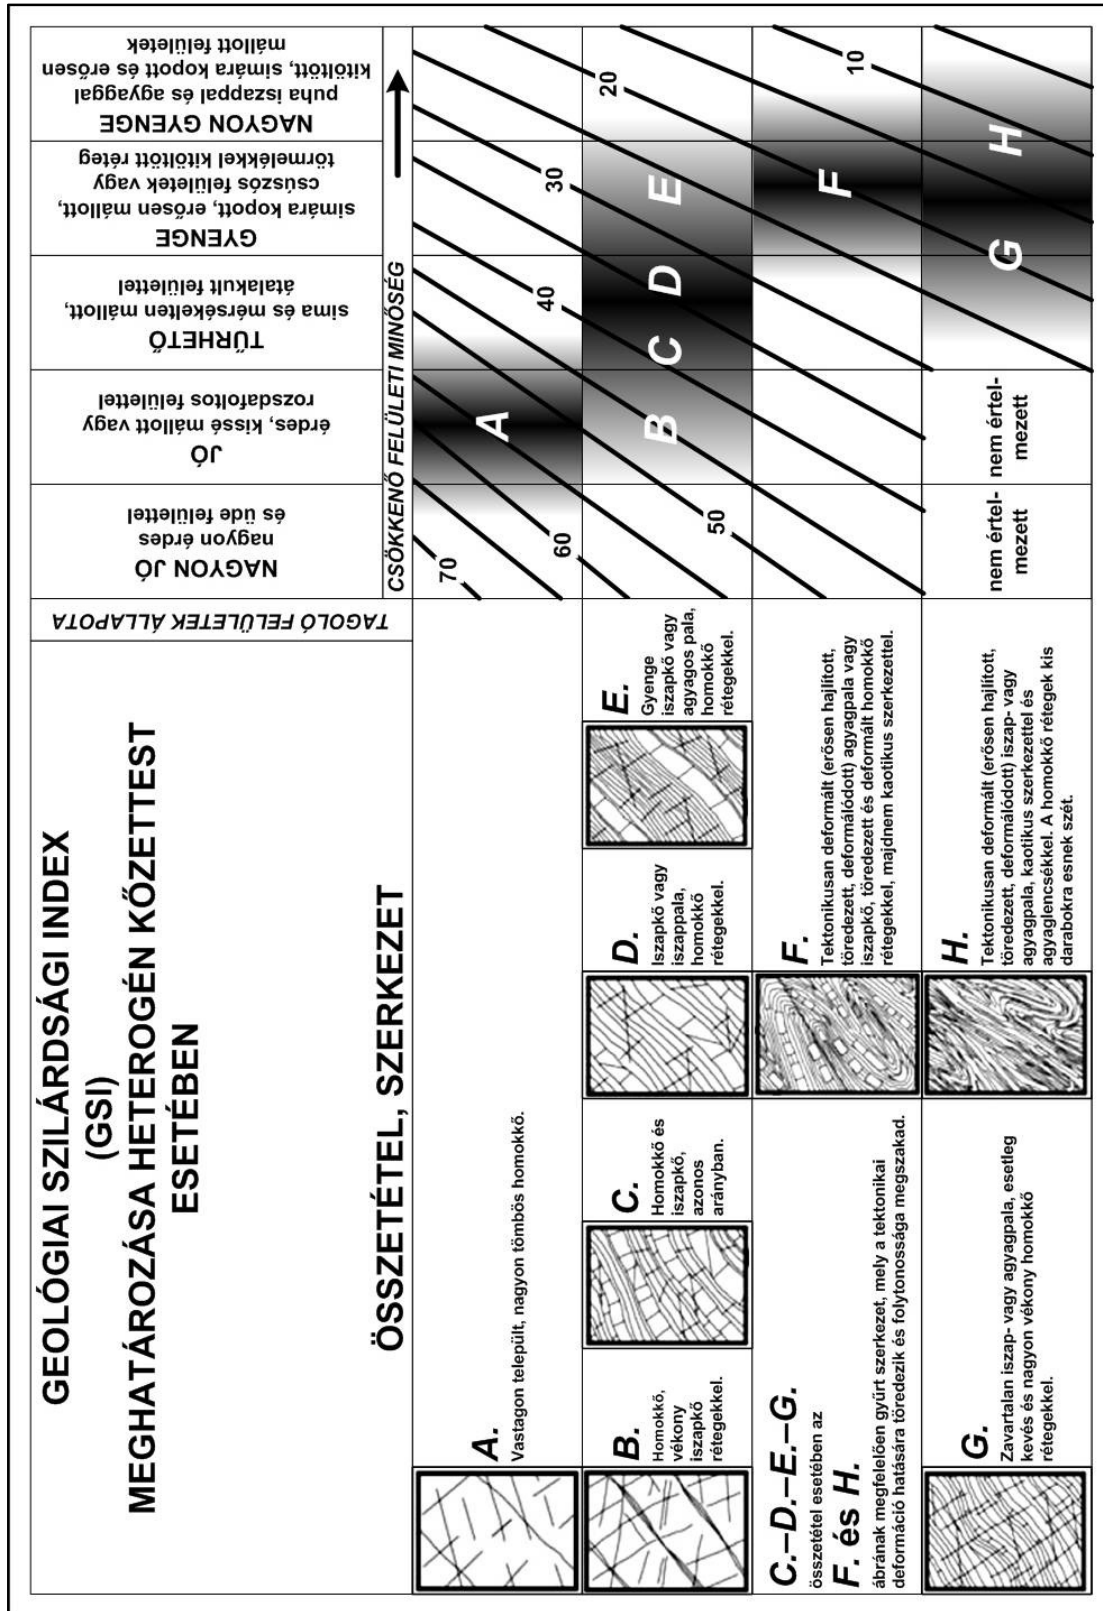 GEOLÓGIAI SZILÁRDSÁGI INDEX
(GSI)
MEGHATÁROZÁSA HETEROGÉN KŐZETTEST
ESETÉBEN
ÖSSZETÉTEL, SZERKEZET
TAGOLÓ FELÜLETEK ÁLLAPOTA
NAGYON JÓ
nagyon érdes
és üde felülettel
JÓ
érdes, kissé mállott vagy
rozsdafoltos felülettel
TŰRHETŐ
sima és mérsékelten mállott,
átalakult felülettel
GYENGE
simára kopott, erősen mállott,
csúszós felületek vagy
törmelékkel kitöltött réteg
NAGYON GYENGE
puha iszappal és agyaggal
kitöltött, simára kopott és erősen
mállott felületek
CSÖKKENŐ FELÜLETI MINŐSÉG
A.
Vastagon települt, nagyon tömbös homokkő.
70
60
A
B.
Homokkő,
vékony
iszapkő
rétegekkel.
C.
Homokkő és
iszapkő,
azonos
arányban.
D.
Iszapkő vagy
iszappala,
homokkő
rétegekkel.
E.
Gyenge
iszapkő vagy
agyagos pala,
homokkő
rétegekkel.
50
40
30
20
B C D E
C.–D.–E.–G.
összetétel esetében az
F. és H.
ábrának megfelelően gyűrt szerkezet, mely a tektonikai
deformáció hatására töredezik és folytonossága megszakad.
F.
Tektonikusan deformált (erősen hajlított,
töredezett, deformálódott) agyagpala vagy
iszapkő, töredezett és deformált homokkő
rétegekkel, majdnem kaotikus szerkezettel.
F
10
G.
Zavartalan iszap- vagy agyagpala, esetleg
kevés és nagyon vékony homokkő
rétegekkel.
H.
Tektonikusan deformált (erősen hajlított,
töredezett, deformálódott) iszap- vagy
agyagpala, kaotikus szerkezettel és
agyaglencsékkel. A homokkő rétegek kis
darabokra esnek szét.
nem értel-
mezett
nem értel-
mezett
G H